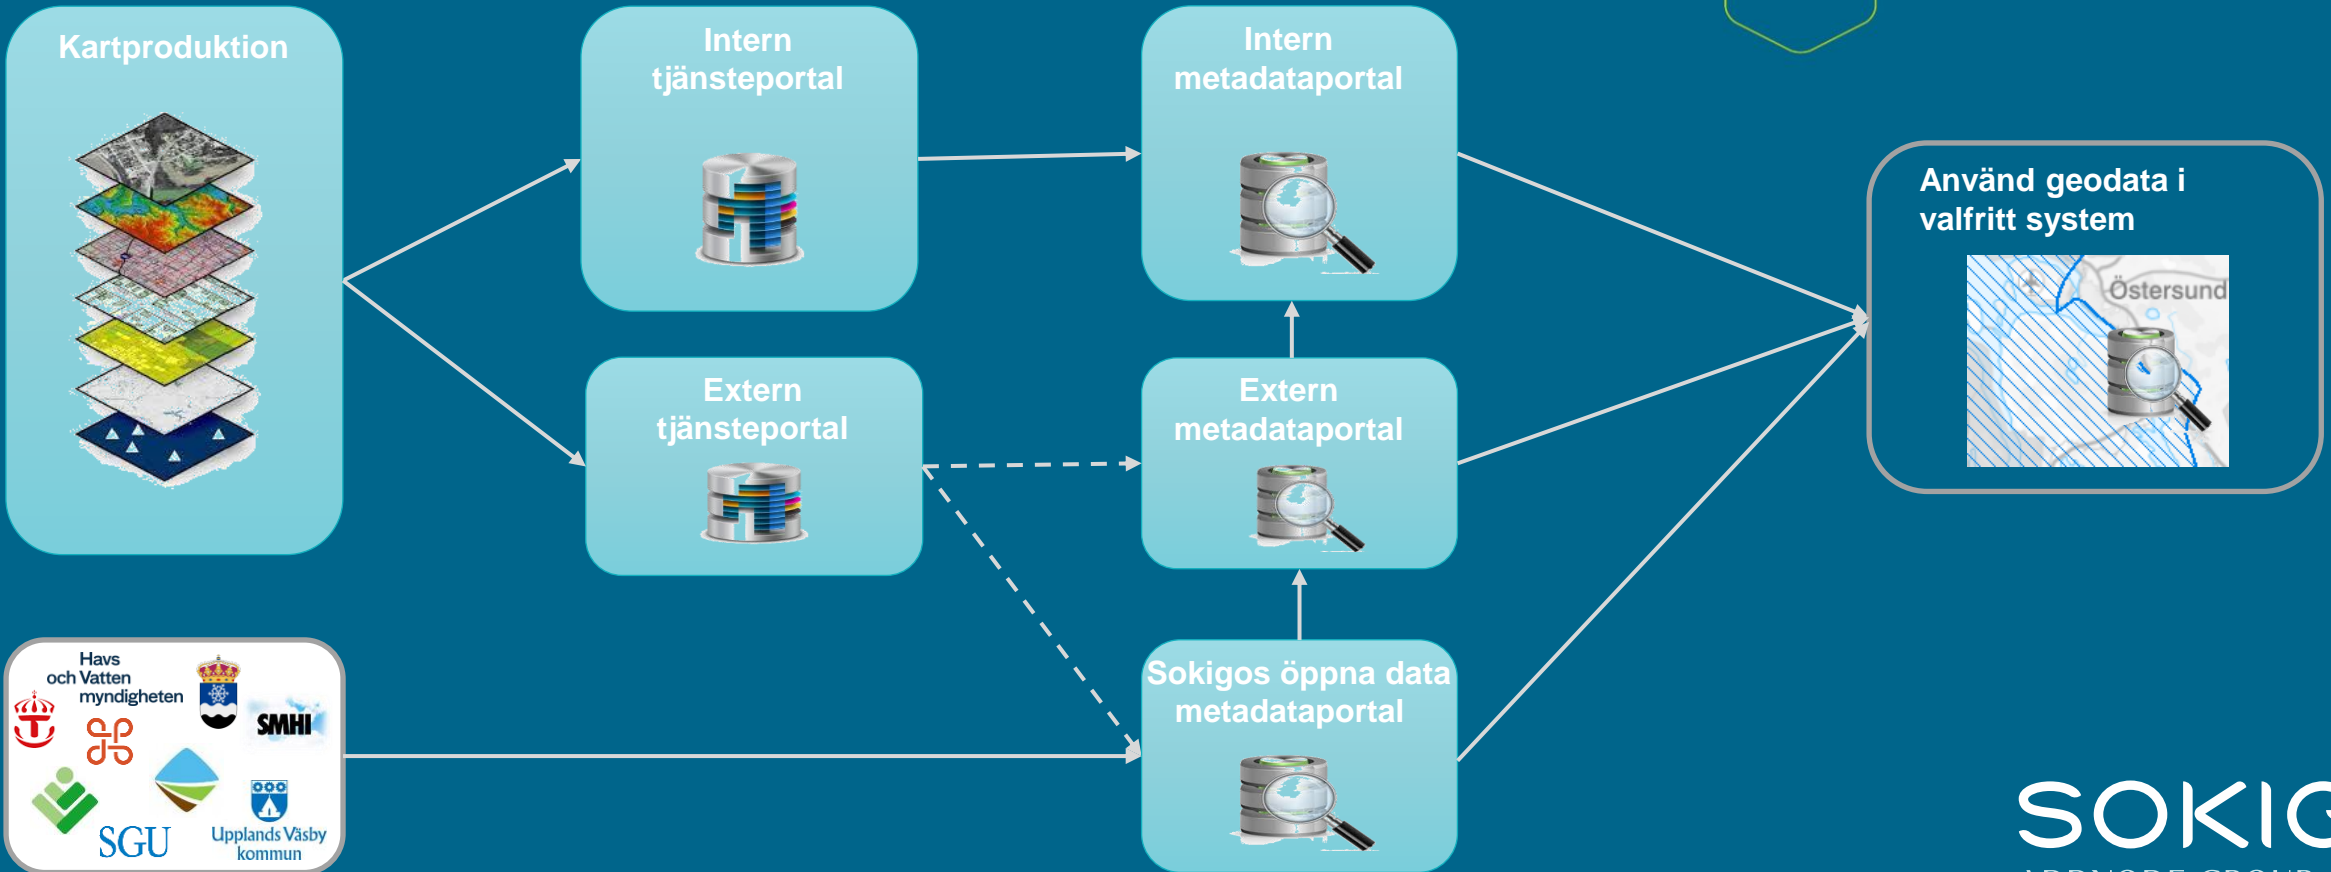 Kartproduktion
Intern
tjänsteportal
Intern
metadataportal
Använd geodata i
valfritt system
Östersund
Extern
tjänsteportal
Extern
metadataportal
Havs
och Vatten
myndigheten
SMHI
SGU
Upplands Väsby
kommun
Sokigos öppna data
metadataportal
SOKIG